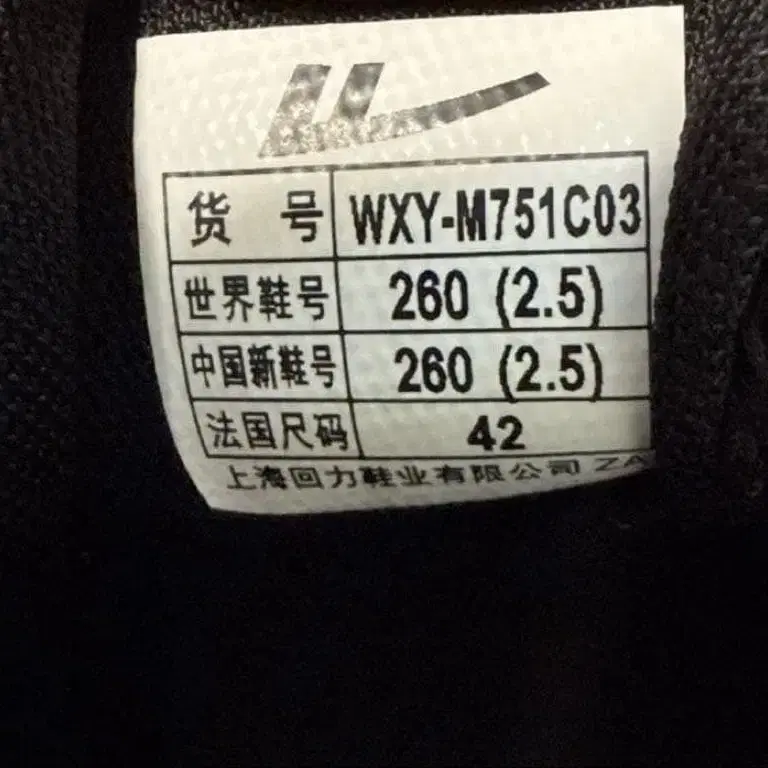 货 号 WXY-M751C03
世界鞋号 260 (2.5)
中国新鞋号 260 (2.5)
法国尺码 42
上海回力鞋业有限公司 ZA